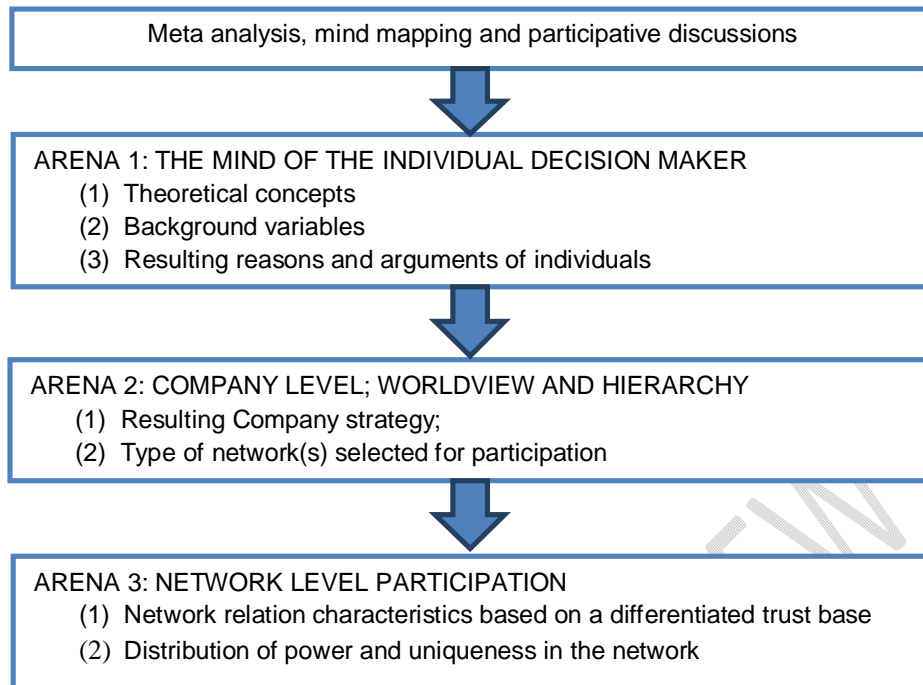 Meta analysis, mind mapping and participative discussions
ARENA 1: THE MIND OF THE INDIVIDUAL DECISION MAKER
(1) Theoretical concepts
(2) Background variables
(3) Resulting reasons and arguments of individuals
ARENA 2: COMPANY LEVEL; WORLDVIEW AND HIERARCHY
(1) Resulting Company strategy;
(2) Type of network(s) selected for participation
ARENA 3: NETWORK LEVEL PARTICIPATION
(1) Network relation characteristics based on a differentiated trust base
(2) Distribution of power and uniqueness in the network